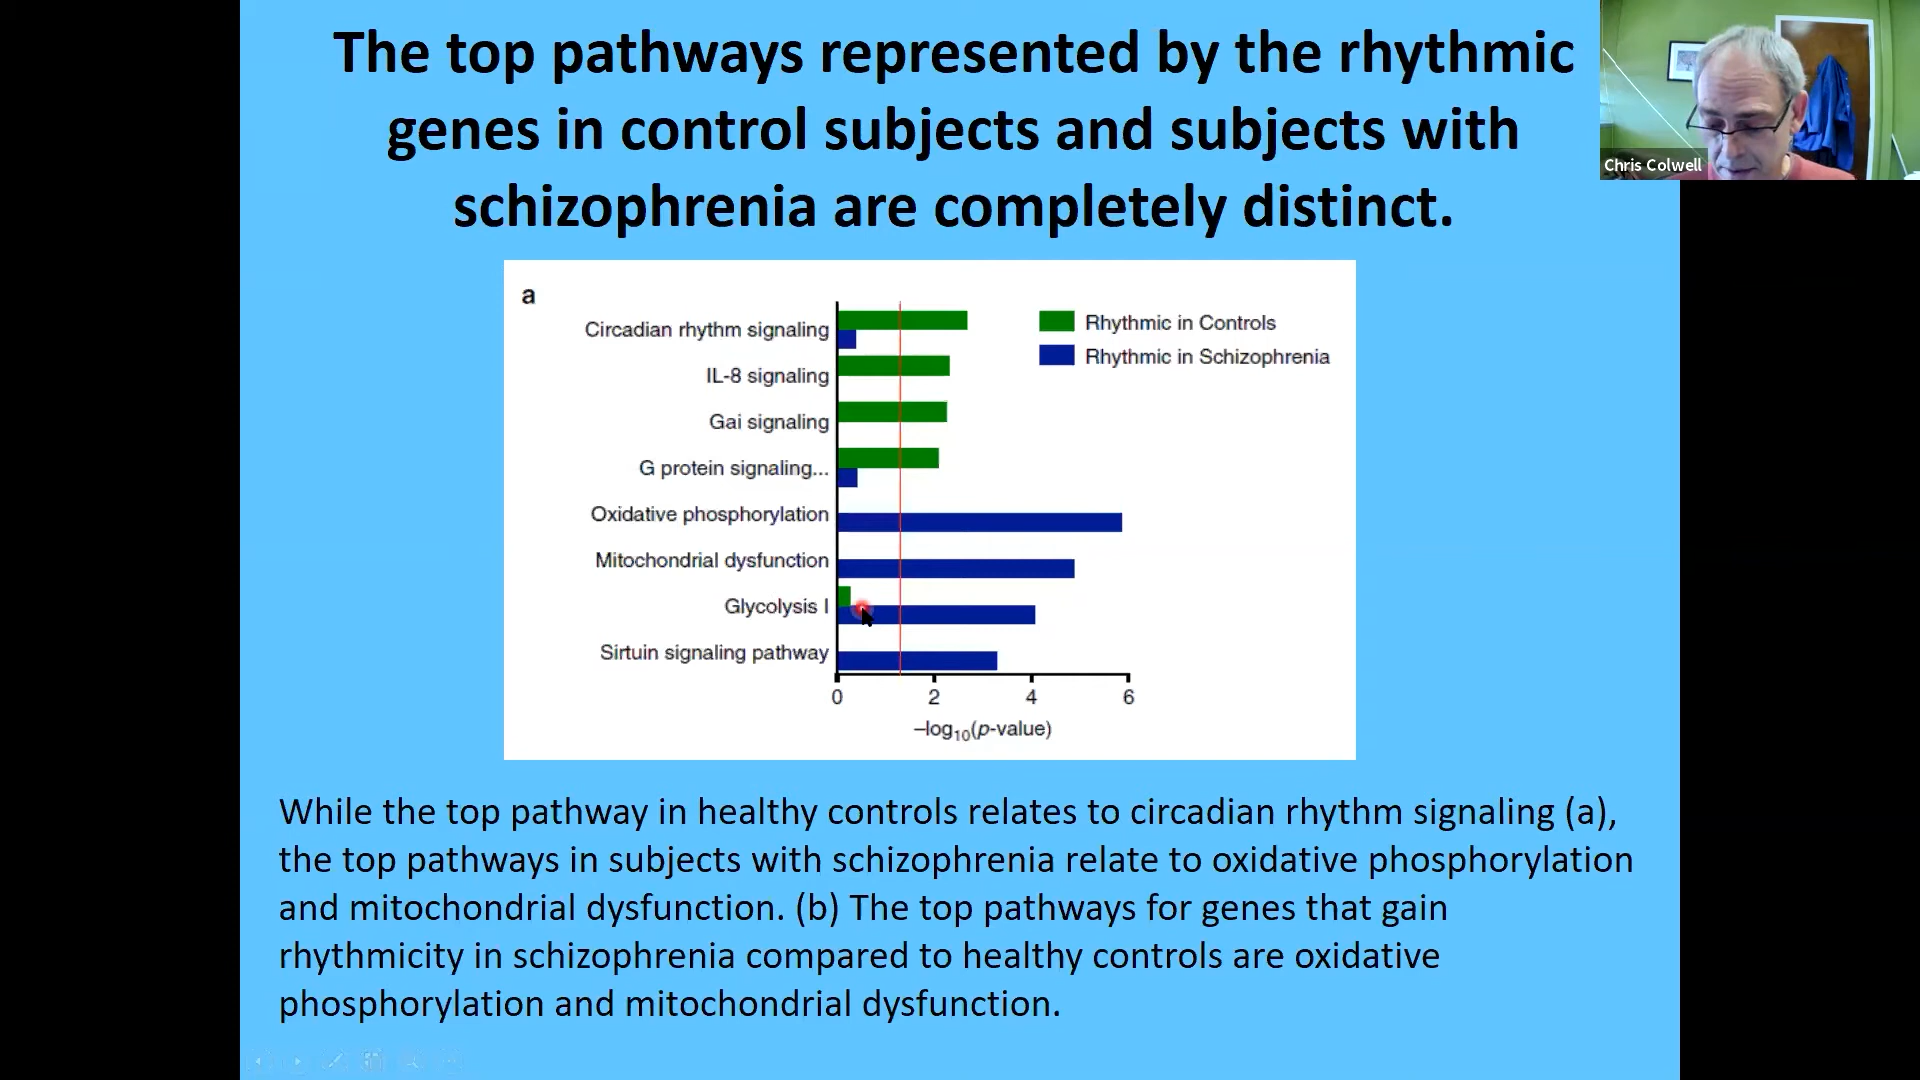 The top pathways represented by the rhythmic
genes in control subjects and subjects with
schizophrenia are completely distinct.
Chris Colwell
a
Circadian rhythm signaling
IL-8 signaling
Gai signaling
G protein signaling...
Oxidative phosphorylation
Mitochondrial dysfunction
Glycolysis I
Sirtuin signaling pathway
Rhythmic in Controls
Rhythmic in Schizophrenia
0 2 4 6
–log10(p-value)
While the top pathway in healthy controls relates to circadian rhythm signaling (a),
the top pathways in subjects with schizophrenia relate to oxidative phosphorylation
and mitochondrial dysfunction. (b) The top pathways for genes that gain
rhythmicity in schizophrenia compared to healthy controls are oxidative
phosphorylation and mitochondrial dysfunction.